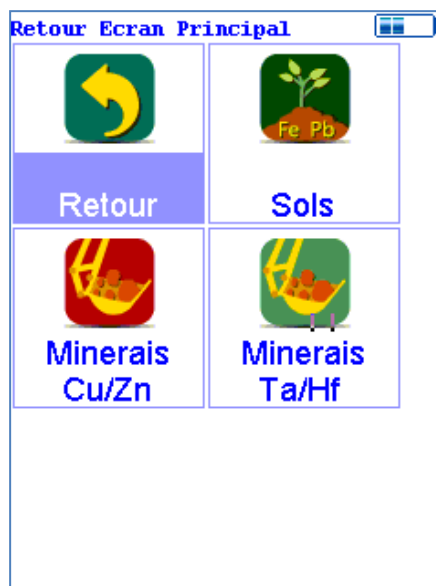 Retour Ecran Principal
Fe Pb
Retour
Sols
Minerais
Cu/Zn
Minerais
Ta/Hf